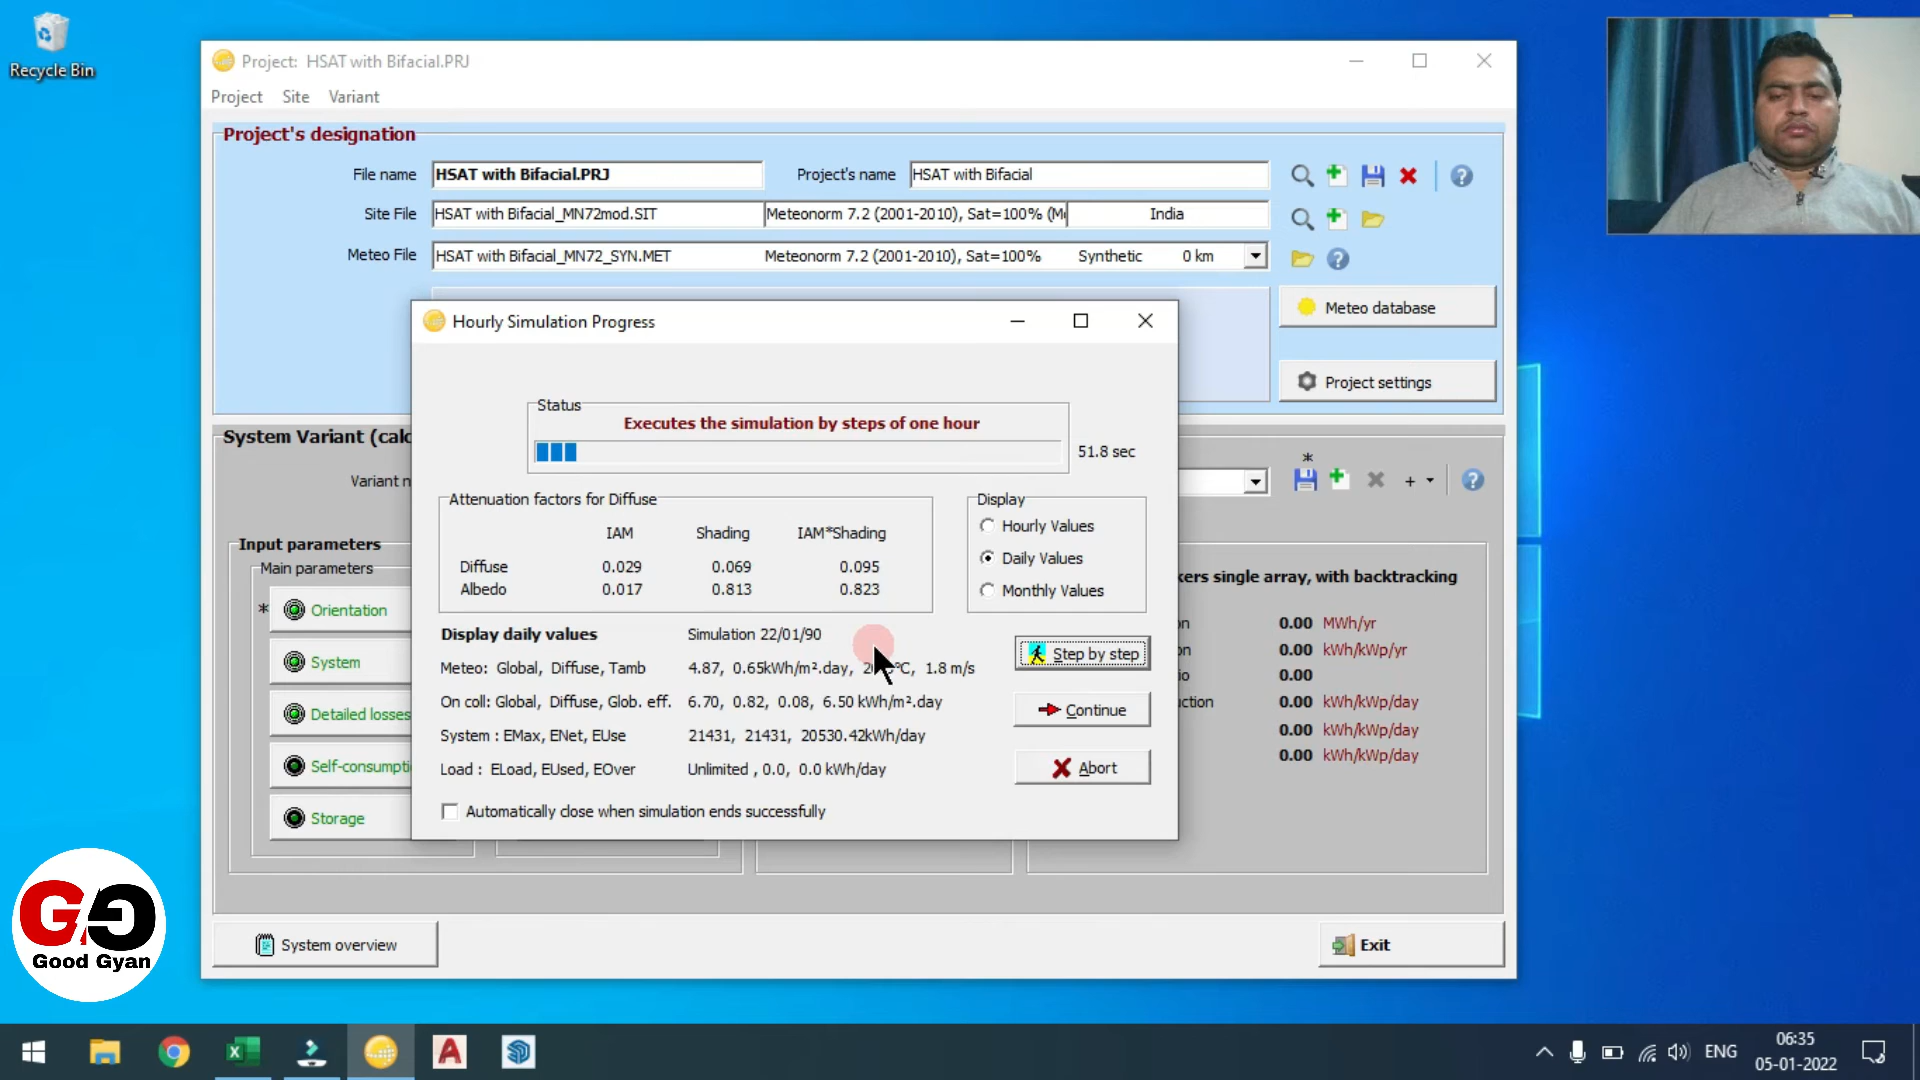 Recycle Bin
Project: HSAT with Bifacial.PRJ
Project Site Variant
Project's designation
File name HSAT with Bifacial.PRJ Project's name HSAT with Bifacial
Site File HSAT with Bifacial_MN72mod.SIT Meteonorm 7.2 (2001-2010), Sat=100% (M India
Meteo File HSAT with Bifacial_MN72_SYN.MET Meteonorm 7.2 (2001-2010), Sat=100% Synthetic 0 km
Meteo database
Project settings
Hourly Simulation Progress
Status
Executes the simulation by steps of one hour
51.8 sec
System Variant (calc
Variant n
*
+
Attenuation factors for Diffuse
IAM Shading IAM*Shading
Diffuse 0.029 0.069 0.095
Albedo 0.017 0.813 0.823
Display
Hourly Values
Daily Values
Monthly Values
Display daily values Simulation 22/01/90
Meteo: Global, Diffuse, Tamb 4.87, 0.65kWh/m².day, °C, 1.8 m/s
On coll: Global, Diffuse, Glob. eff. 6.70, 0.82, 0.08, 6.50 kWh/m².day
System : EMax, ENet, EUse 21431, 21431, 20530.42kWh/day
Load : ELoad, EUsed, EOver Unlimited , 0.0, 0.0 kWh/day
Automatically close when simulation ends successfully
Step by step
Continue
Abort
Input parameters
Main parameters
* Orientation
System
Detailed losses
Self-consumpti
Storage
kers single array, with backtracking
on 0.00 MWh/yr
on 0.00 kWh/kWp/yr
io 0.00
uction 0.00 kWh/kWp/day
0.00 kWh/kWp/day
0.00 kWh/kWp/day
System overview
Exit
GG
Good Gyan
ENG
06:35
05-01-2022